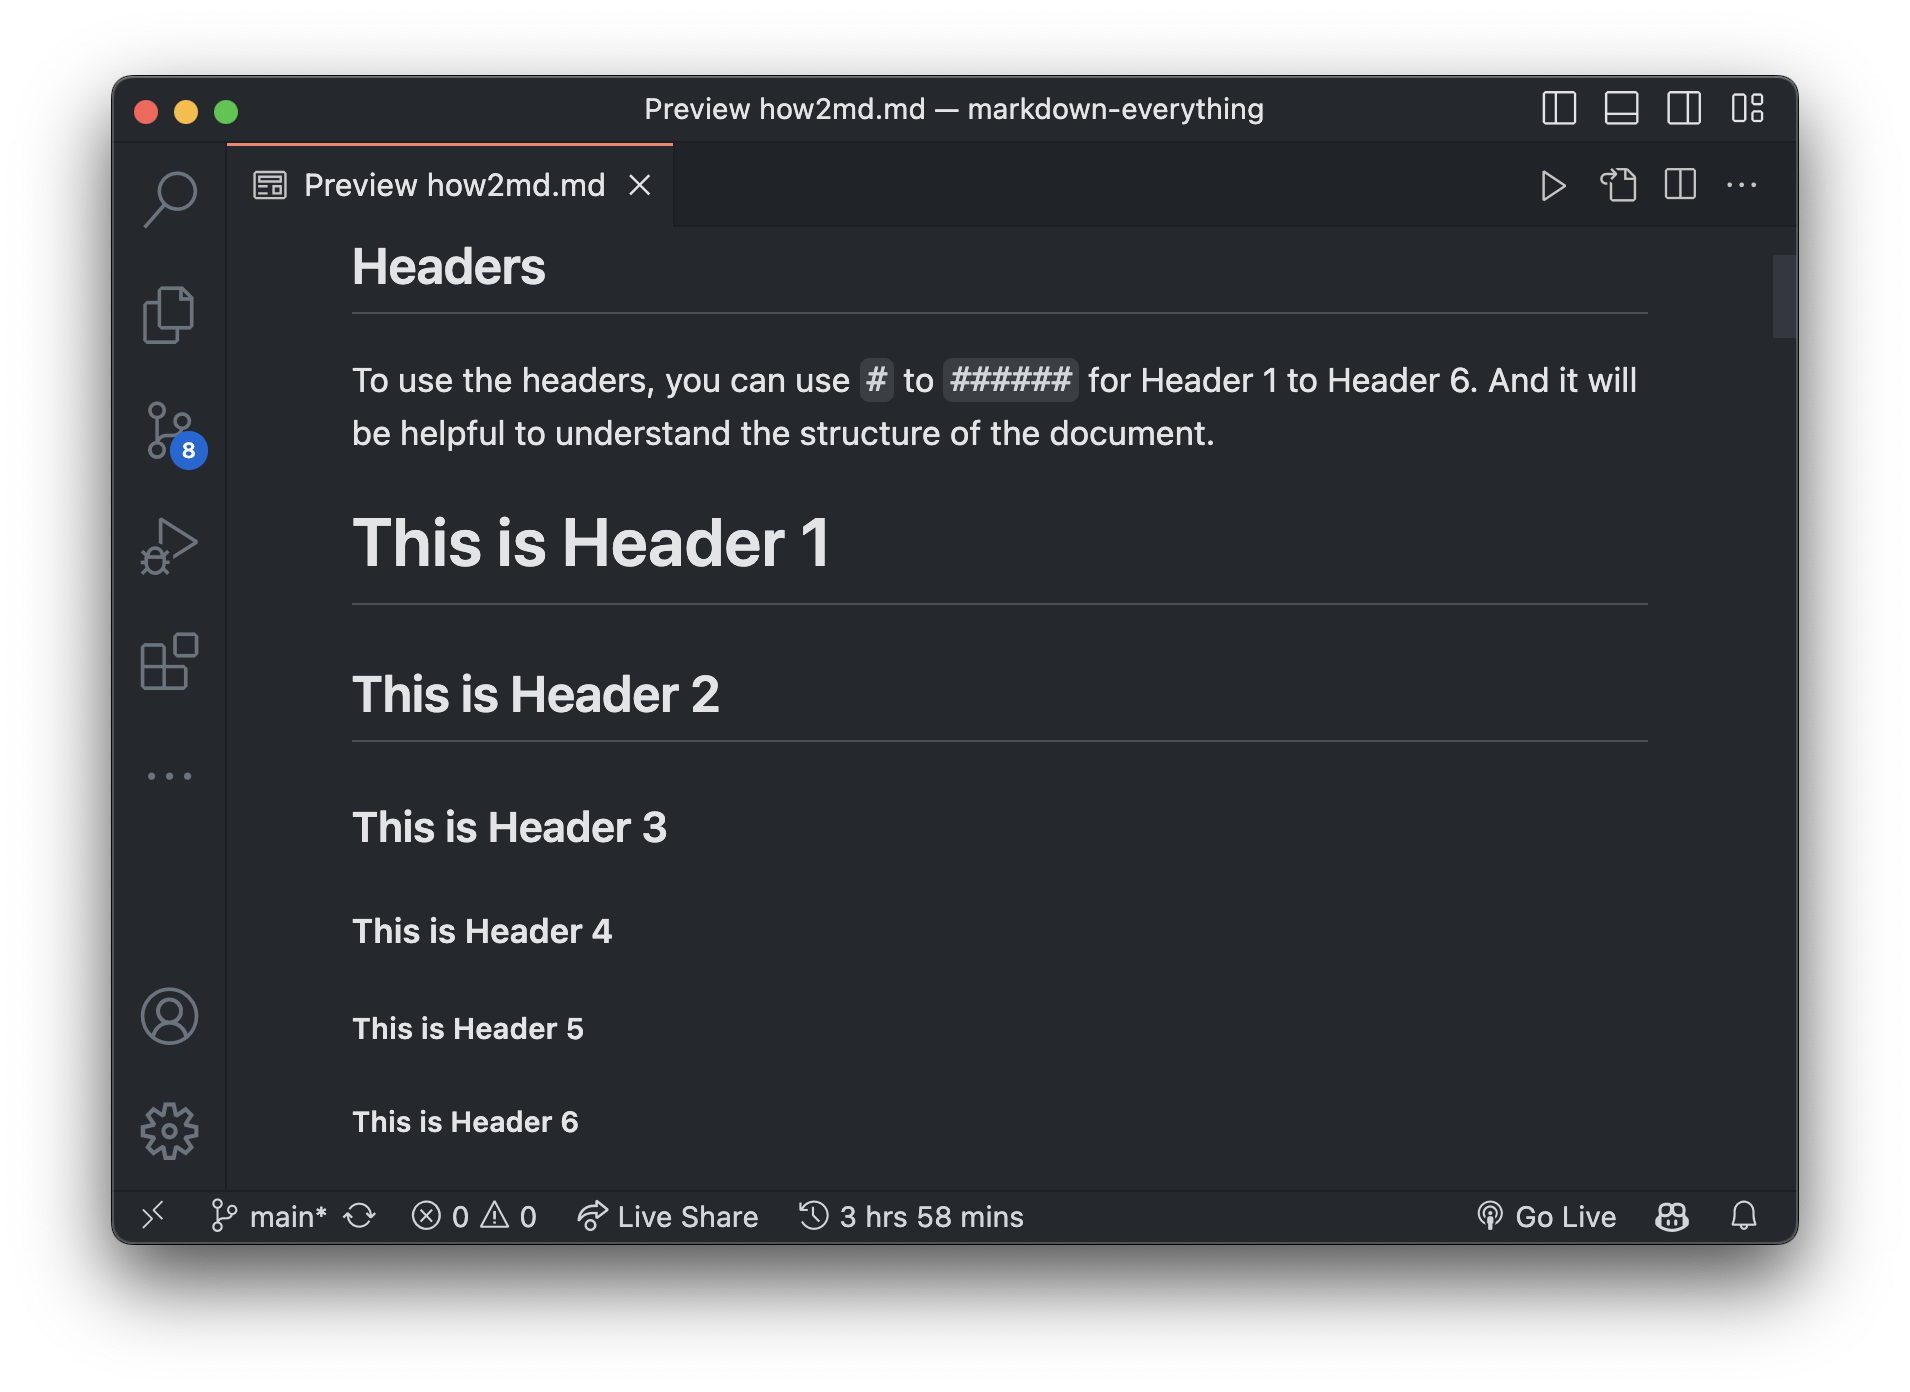 Preview how2md.md — markdown-everything
Preview how2md.md
Headers
To use the headers, you can use # to ###### for Header 1 to Header 6. And it will
be helpful to understand the structure of the document.
This is Header 1
This is Header 2
8
This is Header 3
This is Header 4
This is Header 5
This is Header 6
main* 0 0 Live Share 3 hrs 58 mins Go Live